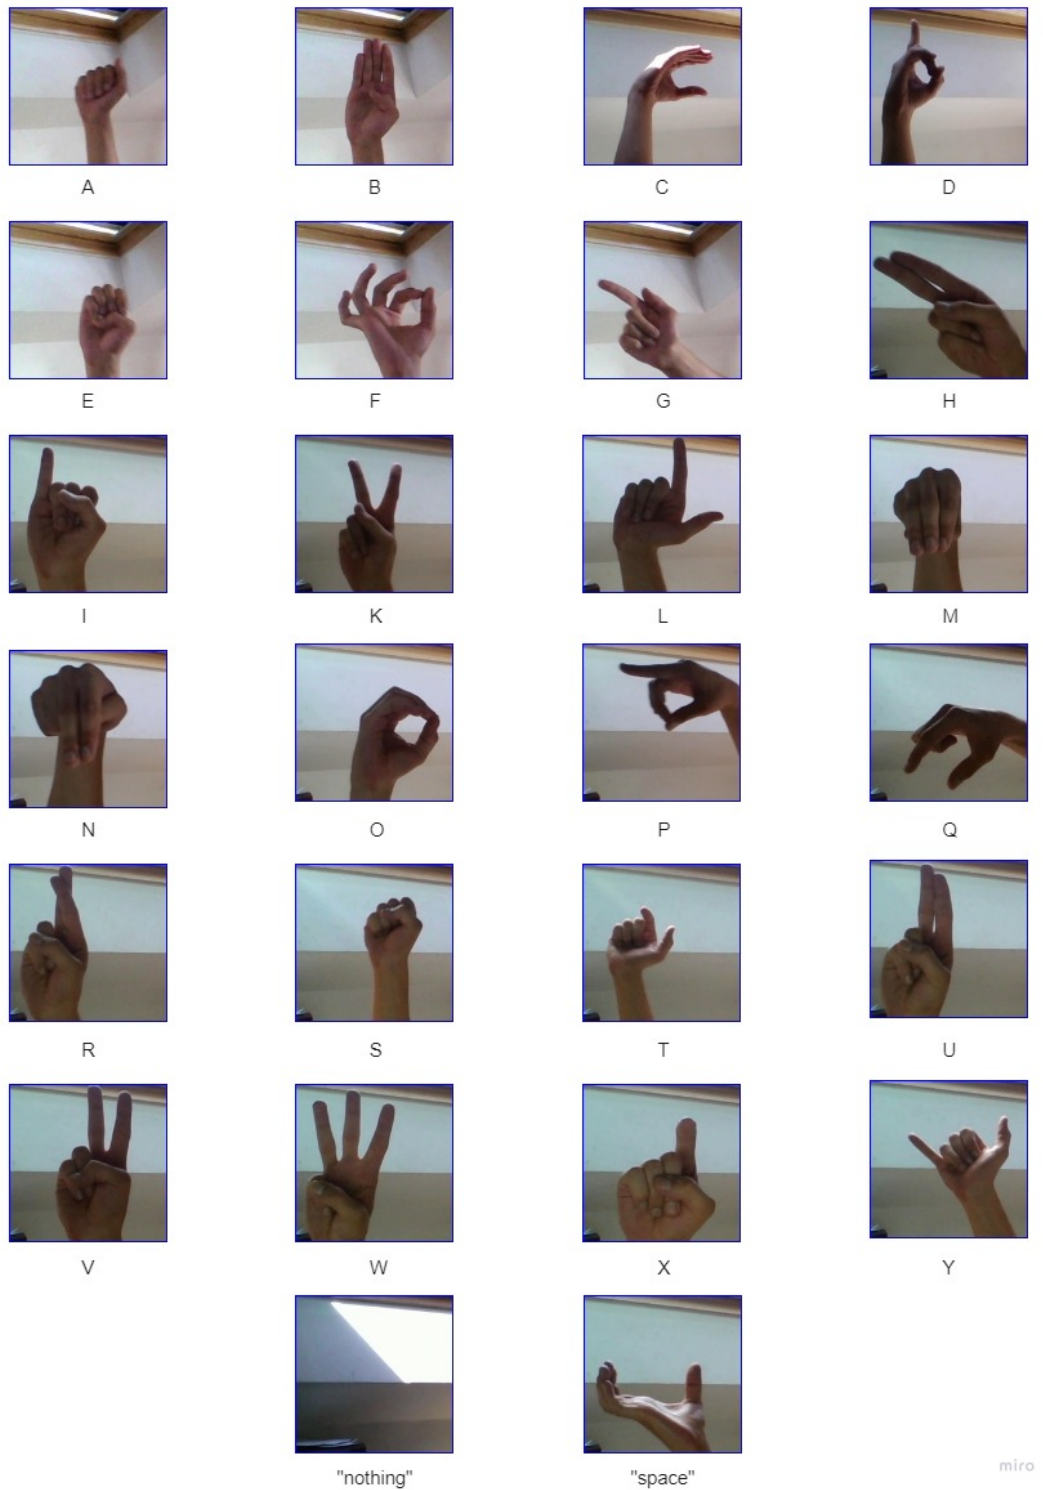 A B C D
E F G H
I K L M
N O P Q
R S T U
V W X Y
"nothing" "space"
miro